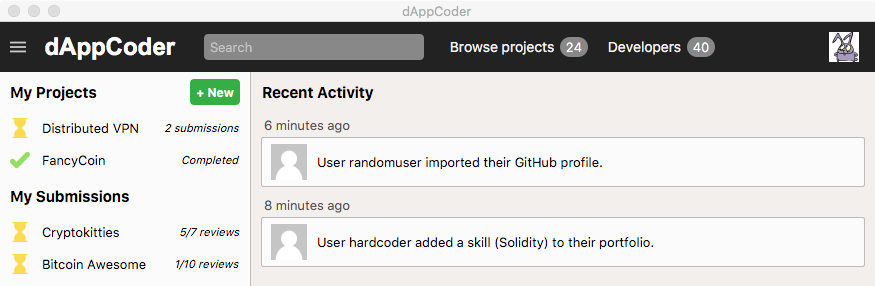 dAppCoder
dAppCoder Search Browse projects 24 Developers 40
My Projects + New
Distributed VPN 2 submissions
FancyCoin Completed
My Submissions
Cryptokitties 5/7 reviews
Bitcoin Awesome 1/10 reviews
Recent Activity
6 minutes ago
User randomuser imported their GitHub profile.
8 minutes ago
User hardcoder added a skill (Solidity) to their portfolio.